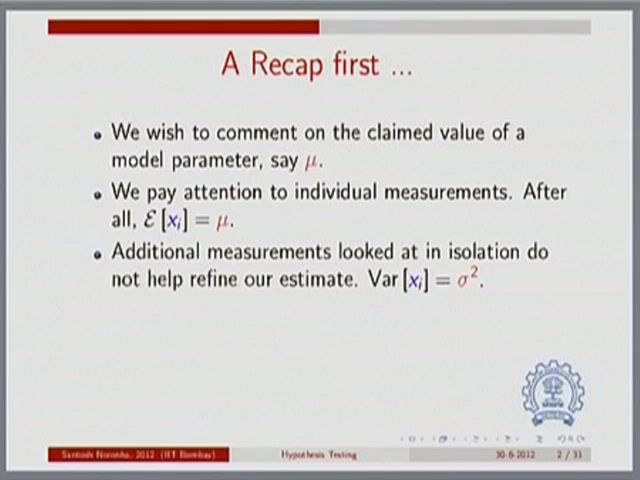 A Recap first ...
We wish to comment on the claimed value of a
model parameter, say μ.
We pay attention to individual measurements. After
all, ℰ [xᵢ] = μ.
Additional measurements looked at in isolation do
not help refine our estimate. Var [xᵢ] = σ².
Santosh Noronha, 2012 (IIT Bombay)
Hypothesis Testing
30-6-2012
2 / 31